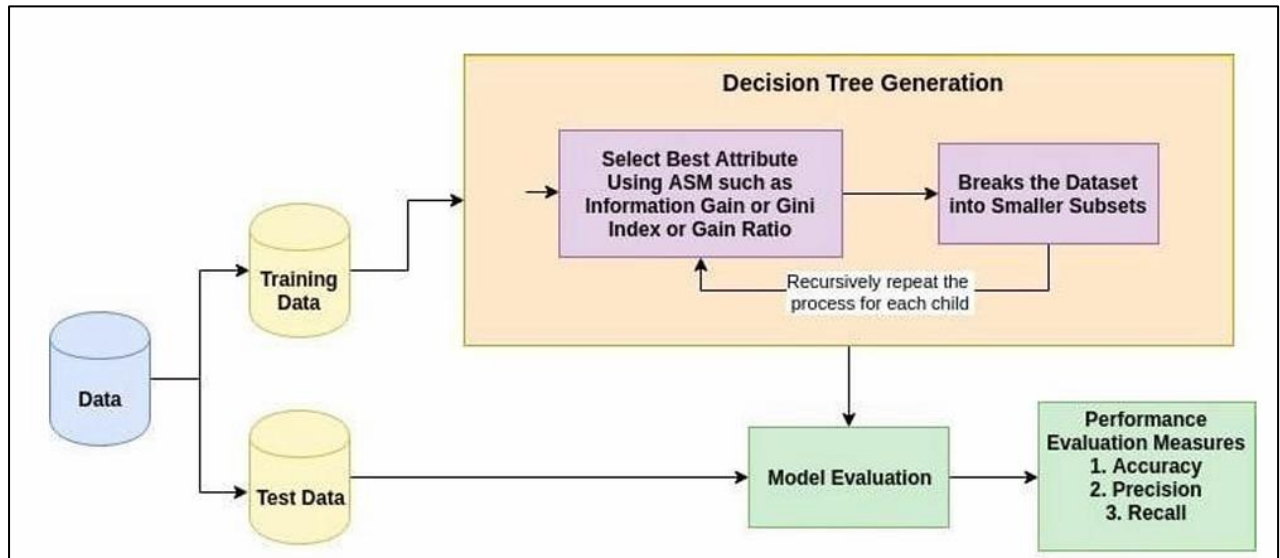 Decision Tree Generation
Select Best Attribute
Using ASM such as
Information Gain or Gini
Index or Gain Ratio
Breaks the Dataset
into Smaller Subsets
Recursively repeat the
process for each child
Training
Data
Data
Test Data
Model Evaluation
Performance
Evaluation Measures
1. Accuracy
2. Precision
3. Recall